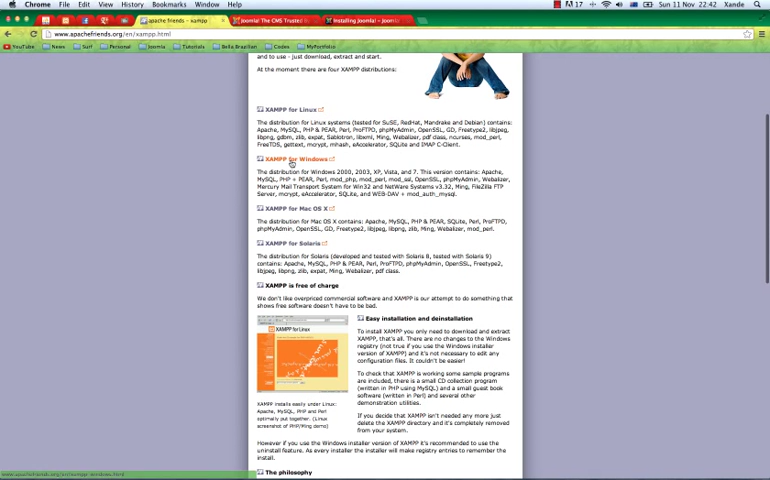 Chrome File Edit View History Bookmarks Window Help
17 Sun 11 Nov 22:42 Xande
apache friends – xampp
Joomla! The CMS Trusted
Installing Joomla! – Joomla!
www.apachefriends.org/en/xampp.html
YouTube News Surf Personal Joomla Tutorials Bella Brazilian Codes MyPortfolio
and to use – just download, extract and start.
At the moment there are four XAMPP distributions:
XAMPP for Linux
The distribution for Linux systems (tested for SuSE, RedHat, Mandrake and Debian) contains:
Apache, MySQL, PHP & PEAR, Perl, ProFTPD, phpMyAdmin, OpenSSL, GD, Freetype2, libjpeg,
libpng, gdbm, zlib, expat, Sablotron, libxml, Ming, Webalizer, pdf class, ncurses, mod_perl,
FreeTDS, gettext, mcrypt, mhash, eAccelerator, SQLite and IMAP C-Client.
XAMPP for Windows
The distribution for Windows 2000, 2003, XP, Vista, and 7. This version contains: Apache,
MySQL, PHP + PEAR, Perl, mod_php, mod_perl, mod_ssl, OpenSSL, phpMyAdmin, Webalizer,
Mercury Mail Transport System for Win32 and NetWare Systems v3.32, Ming, FileZilla FTP
Server, mcrypt, eAccelerator, SQLite, and WEB-DAV + mod_auth_mysql.
XAMPP for Mac OS X
The distribution for Mac OS X contains: Apache, MySQL, PHP & PEAR, SQLite, Perl, ProFTPD,
phpMyAdmin, OpenSSL, GD, Freetype2, libjpeg, libpng, zlib, Ming, Webalizer, mod_perl.
XAMPP for Solaris
The distribution for Solaris (developed and tested with Solaris 8, tested with Solaris 9)
contains: Apache, MySQL, PHP & PEAR, Perl, ProFTPD, phpMyAdmin, OpenSSL, Freetype2,
libjpeg, libpng, zlib, expat, Ming, Webalizer, pdf class.
XAMPP is free of charge
We don't like overpriced commercial software and XAMPP is our attempt to do something that
shows free software doesn't have to be bad.
XAMPP for Linux
XAMPP installs easily under Linux:
Apache, MySQL, PHP and Perl
optimally put together. (Linux
screenshot of PHP/Ming demo)
Easy installation and deinstallation
To install XAMPP you only need to download and extract
XAMPP, that's all. There are no changes to the Windows
registry (not true if you use the Windows installer
version of XAMPP) and it's not necessary to edit any
configuration files. It couldn't be easier!
To check that XAMPP is working some sample programs
are included, there is a small CD collection program
(written in PHP using MySQL) and a small guest book
software (written in Perl) and several other
demonstration utilities.
If you decide that XAMPP isn't needed any more just
delete the XAMPP directory and it's completely removed
from your system.
However if you use the Windows installer version of XAMPP it's recommended to use the
uninstall feature. As every installer the installer will make registry entries to remember the
install.
The philosophy
www.apachefriends.org/en/xampp-windows.html